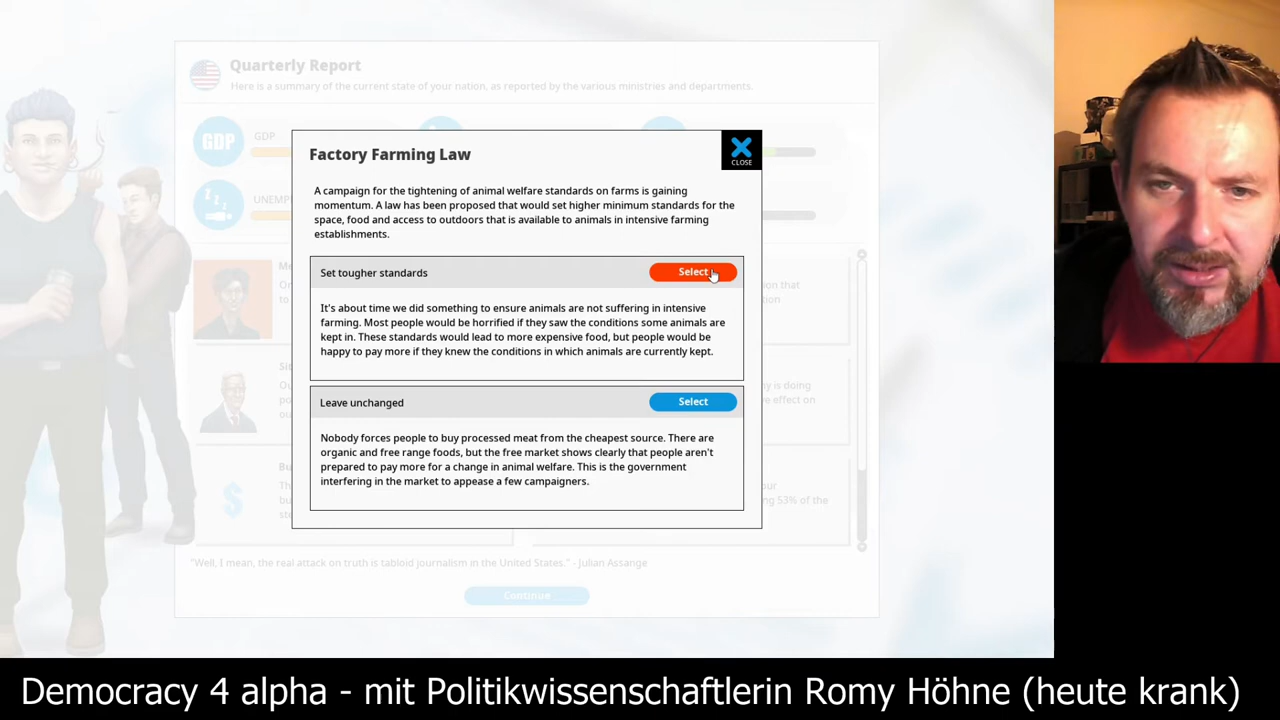 Quarterly Report
Here is a summary of the current state of your nation, as reported by the various ministries and departments.
GDP
GDP
UNEMP
Factory Farming Law
CLOSE
A campaign for the tightening of animal welfare standards on farms is gaining
momentum. A law has been proposed that would set higher minimum standards for the
space, food and access to outdoors that is available to animals in intensive farming
establishments.
Set tougher standards
Select
It's about time we did something to ensure animals are not suffering in intensive
farming. Most people would be horrified if they saw the conditions some animals are
kept in. These standards would lead to more expensive food, but people would be
happy to pay more if they knew the conditions in which animals are currently kept.
Leave unchanged
Select
Nobody forces people to buy processed meat from the cheapest source. There are
organic and free range foods, but the free market shows clearly that people aren't
prepared to pay more for a change in animal welfare. This is the government
interfering in the market to appease a few campaigners.
"Well, I mean, the real attack on truth is tabloid journalism in the United States." - Julian Assange
Continue
Democracy 4 alpha - mit Politikwissenschaftlerin Romy Höhne (heute krank)